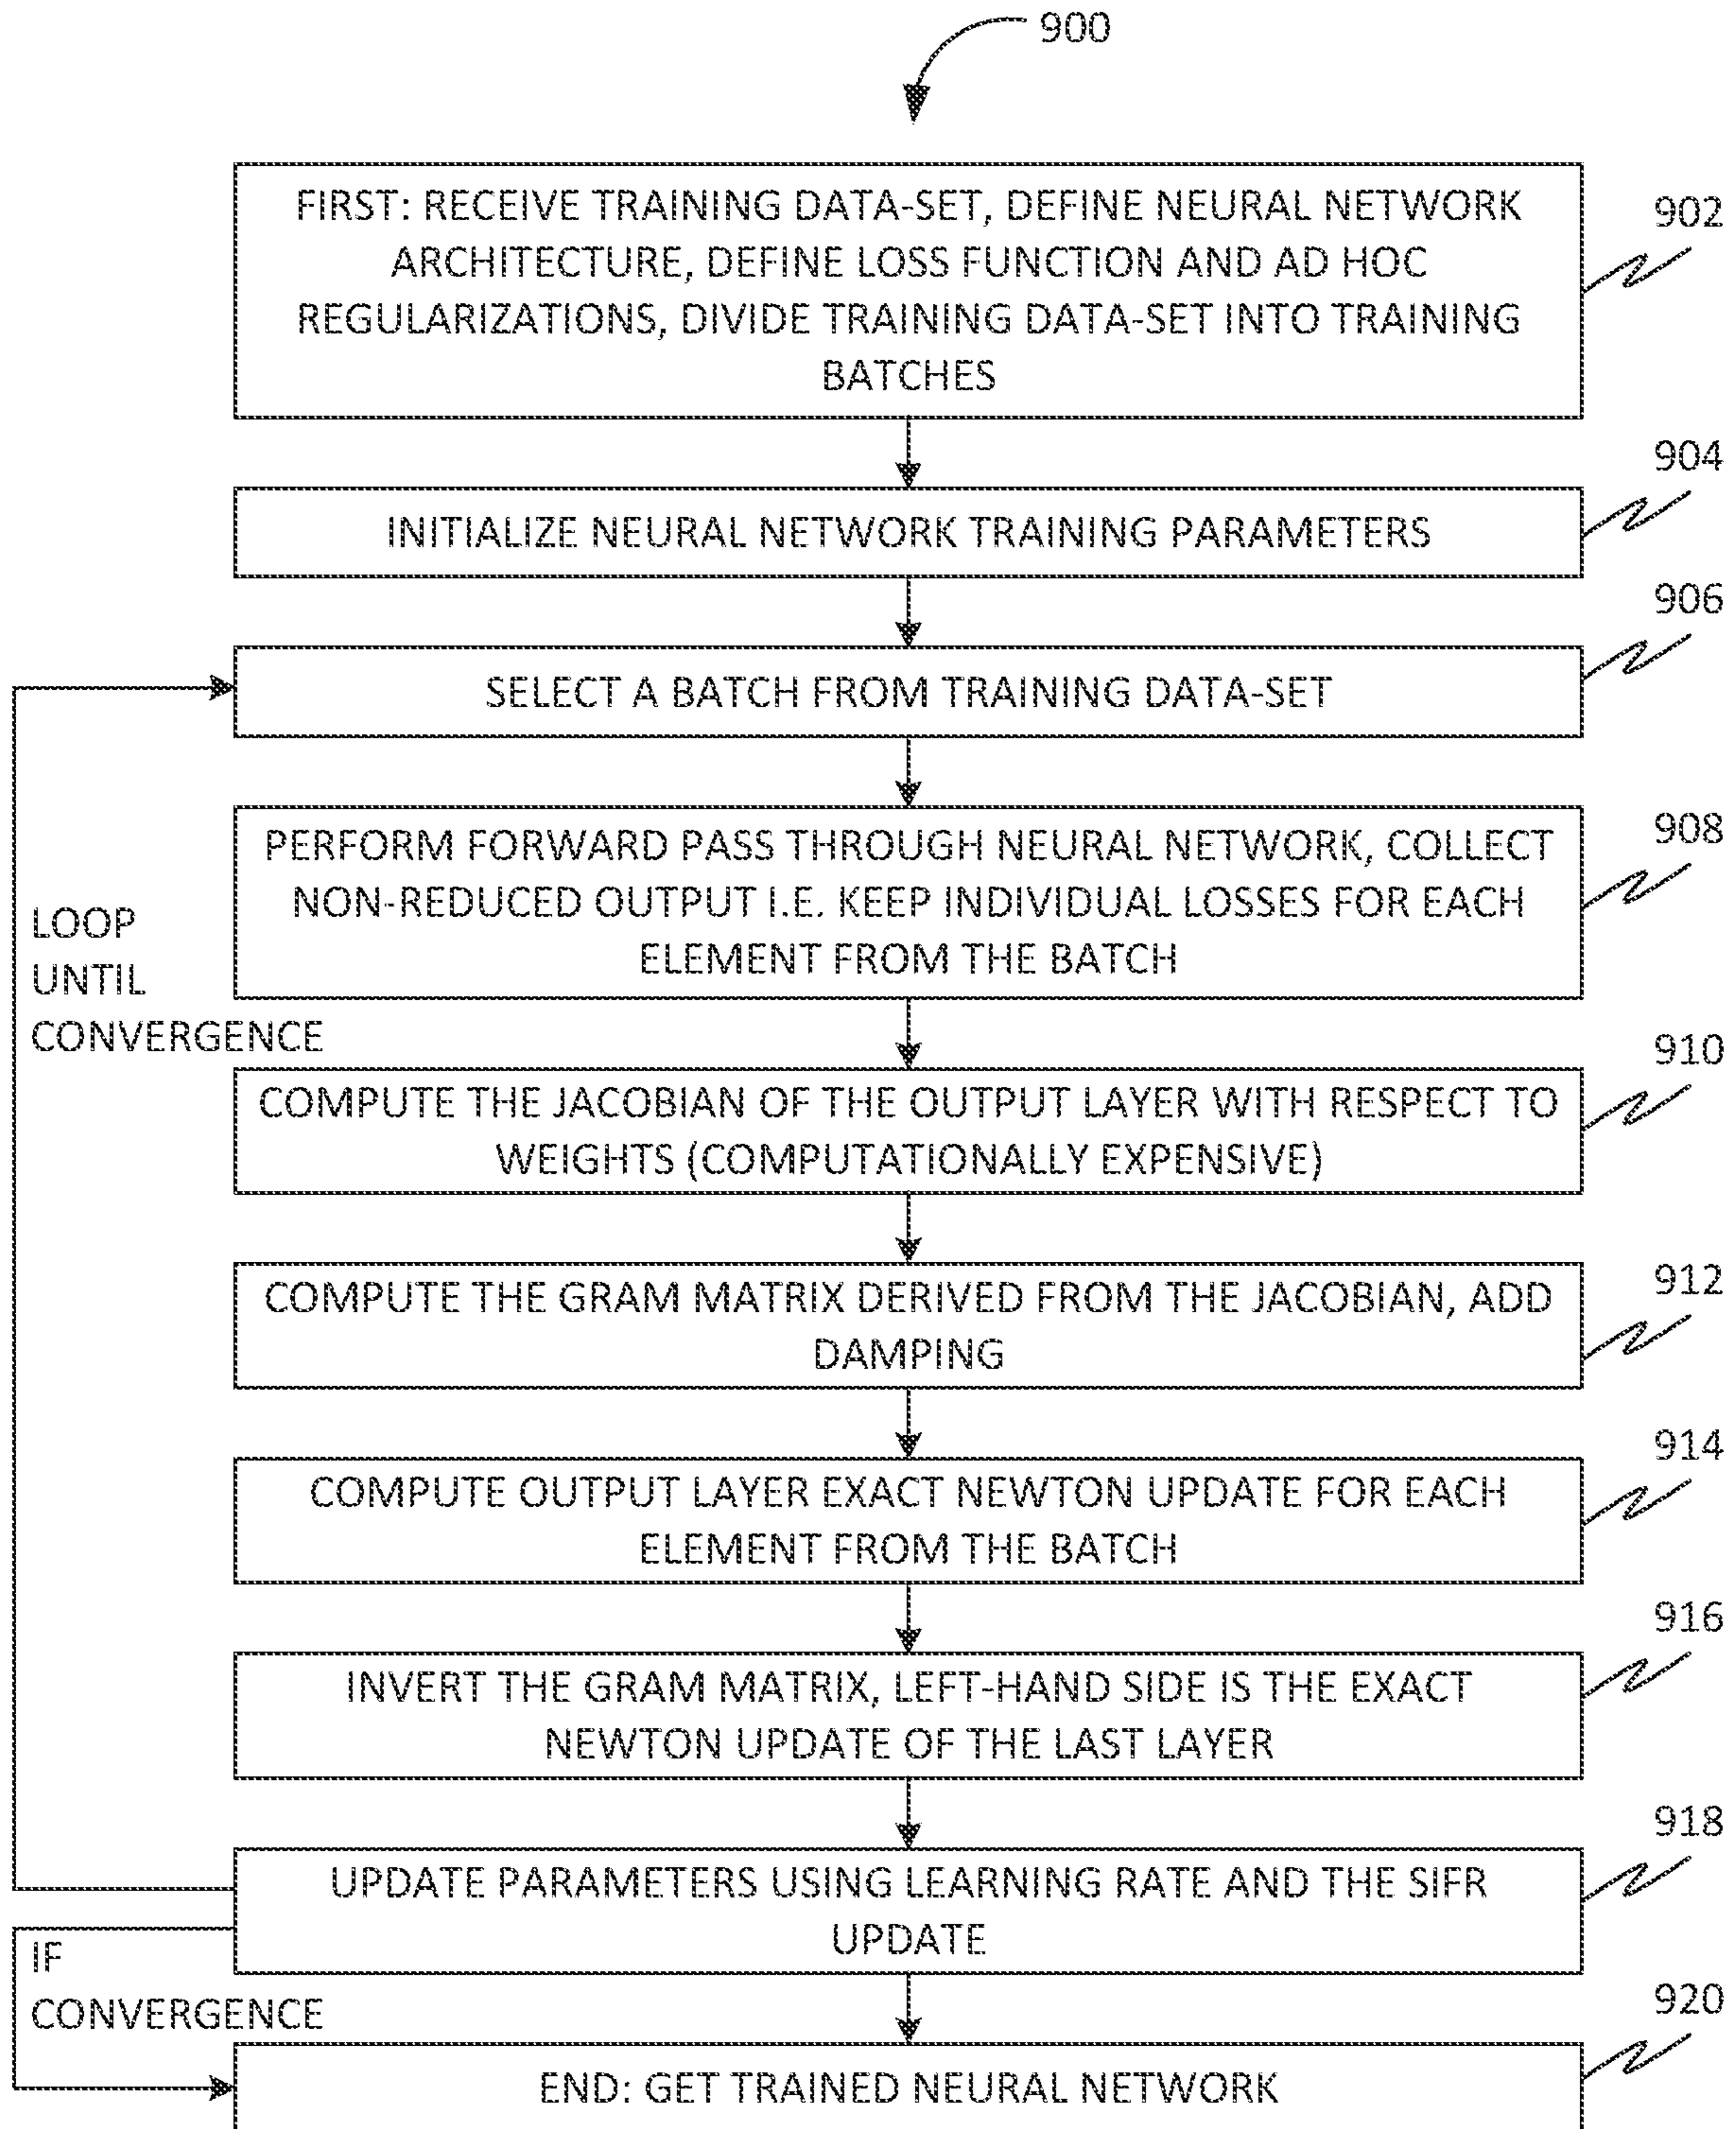 900
FIRST: RECEIVE TRAINING DATA-SET, DEFINE NEURAL NETWORK
ARCHITECTURE, DEFINE LOSS FUNCTION AND AD HOC
REGULARIZATIONS, DIVIDE TRAINING DATA-SET INTO TRAINING
BATCHES
902
904
INITIALIZE NEURAL NETWORK TRAINING PARAMETERS
906
SELECT A BATCH FROM TRAINING DATA-SET
908
PERFORM FORWARD PASS THROUGH NEURAL NETWORK, COLLECT
NON-REDUCED OUTPUT I.E. KEEP INDIVIDUAL LOSSES FOR EACH
ELEMENT FROM THE BATCH
LOOP
UNTIL
CONVERGENCE
910
COMPUTE THE JACOBIAN OF THE OUTPUT LAYER WITH RESPECT TO
WEIGHTS (COMPUTATIONALLY EXPENSIVE)
912
COMPUTE THE GRAM MATRIX DERIVED FROM THE JACOBIAN, ADD
DAMPING
914
COMPUTE OUTPUT LAYER EXACT NEWTON UPDATE FOR EACH
ELEMENT FROM THE BATCH
916
INVERT THE GRAM MATRIX, LEFT-HAND SIDE IS THE EXACT
NEWTON UPDATE OF THE LAST LAYER
918
UPDATE PARAMETERS USING LEARNING RATE AND THE SIFR
UPDATE
IF
CONVERGENCE
920
END: GET TRAINED NEURAL NETWORK